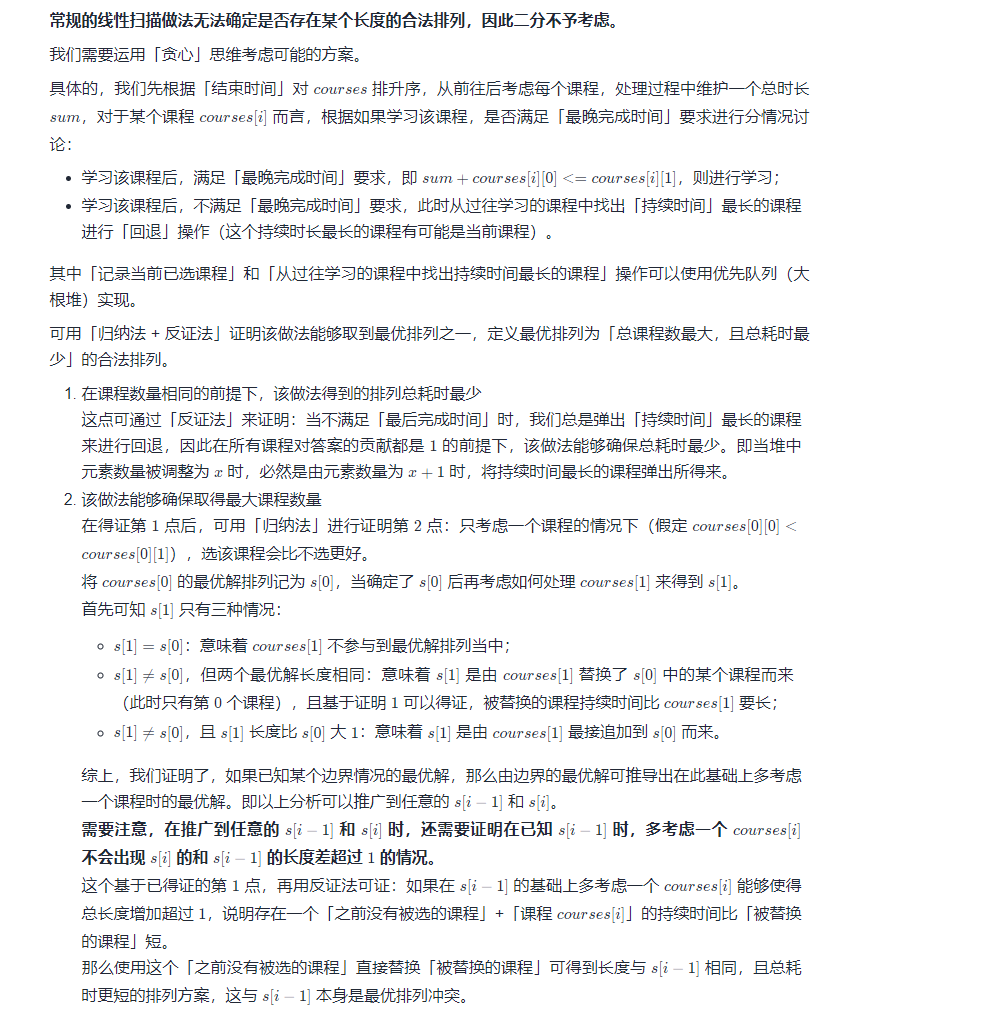 常规的线性扫描做法无法确定是否存在某个长度的合法排列，因此二分不予考虑。
我们需要运用「贪心」思维考虑可能的方案。
具体的，我们先根据「结束时间」对 courses 排升序，从前往后考虑每个课程，处理过程中维护一个总时长
sum，对于某个课程 courses[i] 而言，根据如果学习该课程，是否满足「最晚完成时间」要求进行分情况讨
论：
• 学习该课程后，满足「最晚完成时间」要求，即 sum + courses[i][0] <= courses[i][1]，则进行学习；
• 学习该课程后，不满足「最晚完成时间」要求，此时从过往学习的课程中找出「持续时间」最长的课程
进行「回退」操作（这个持续时长最长的课程有可能是当前课程）。
其中「记录当前已选课程」和「从过往学习的课程中找出持续时间最长的课程」操作可以使用优先队列（大
根堆）实现。
可用「归纳法 + 反证法」证明该做法能够取到最优排列之一，定义最优排列为「总课程数最大，且总耗时最
少」的合法排列。
1. 在课程数量相同的前提下，该做法得到的排列总耗时最少
这点可通过「反证法」来证明：当不满足「最后完成时间」时，我们总是弹出「持续时间」最长的课程
来进行回退，因此在所有课程对答案的贡献都是 1 的前提下，该做法能够确保总耗时最少。即当堆中
元素数量被调整为 x 时，必然是由元素数量为 x + 1 时，将持续时间最长的课程弹出所得来。
2. 该做法能够确保取得最大课程数量
在得证第 1 点后，可用「归纳法」进行证明第 2 点：只考虑一个课程的情况下（假定 courses[0][0] <
courses[0][1]），选该课程会比不选更好。
将 courses[0] 的最优解排列记为 s[0]，当确定了 s[0] 后再考虑如何处理 courses[1] 来得到 s[1]。
首先可知 s[1] 只有三种情况：
◦ s[1] = s[0]：意味着 courses[1] 不参与到最优解排列当中；
◦ s[1] ≠ s[0]，但两个最优解长度相同：意味着 s[1] 是由 courses[1] 替换了 s[0] 中的某个课程而来
（此时只有第 0 个课程），且基于证明 1 可以得证，被替换的课程持续时间比 courses[1] 要长；
◦ s[1] ≠ s[0]，且 s[1] 长度比 s[0] 大 1：意味着 s[1] 是由 courses[1] 最接追加到 s[0] 而来。
综上，我们证明了，如果已知某个边界情况的最优解，那么由边界的最优解可推导出在此基础上多考虑
一个课程时的最优解。即以上分析可以推广到任意的 s[i − 1] 和 s[i]。
需要注意，在推广到任意的 s[i − 1] 和 s[i] 时，还需要证明在已知 s[i − 1] 时，多考虑一个 courses[i]
不会出现 s[i] 的和 s[i − 1] 的长度差超过 1 的情况。
这个基于已得证的第 1 点，再用反证法可证：如果在 s[i − 1] 的基础上多考虑一个 courses[i] 能够使得
总长度增加超过 1，说明存在一个「之前没有被选的课程」+「课程 courses[i]」的持续时间比「被替换
的课程」短。
那么使用这个「之前没有被选的课程」直接替换「被替换的课程」可得到长度与 s[i − 1] 相同，且总耗
时更短的排列方案，这与 s[i − 1] 本身是最优排列冲突。